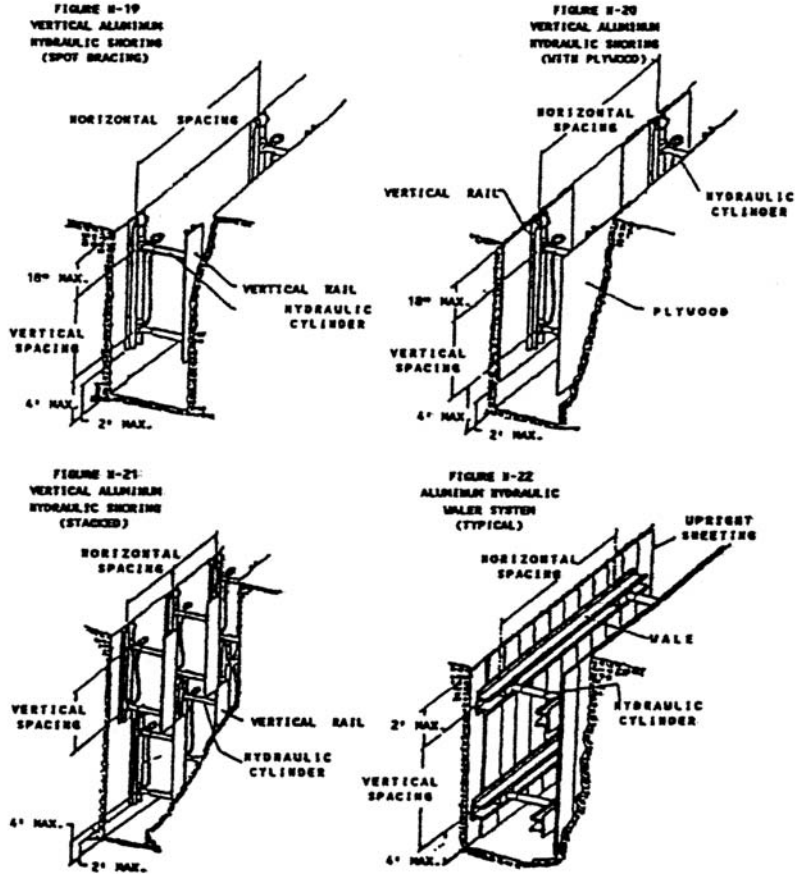 FIGURE N-19
VERTICAL ALUMINUM
HYDRAULIC SHORING
(SPOT BRACING)
HORIZONTAL SPACING
18" MAX.
VERTICAL RAIL
HYDRAULIC
CYLINDER
VERTICAL
SPACING
4' MAX.
2' MAX.
FIGURE N-20
VERTICAL ALUMINUM
HYDRAULIC SHORING
(WITH PLYWOOD)
HORIZONTAL
SPACING
VERTICAL RAIL
HYDRAULIC
CYLINDER
18" MAX.
PLYWOOD
VERTICAL
SPACING
4' MAX.
2' MAX.
FIGURE N-21
VERTICAL ALUMINUM
HYDRAULIC SHORING
(STACKED)
HORIZONTAL
SPACING
VERTICAL
SPACING
VERTICAL RAIL
HYDRAULIC
CYLINDER
4' MAX.
2' MAX.
FIGURE N-22
ALUMINUM HYDRAULIC
WALER SYSTEM
(TYPICAL)
UPRIGHT
SHEETING
HORIZONTAL
SPACING
WALE
HYDRAULIC
CYLINDER
2' MAX.
VERTICAL
SPACING
4' MAX.